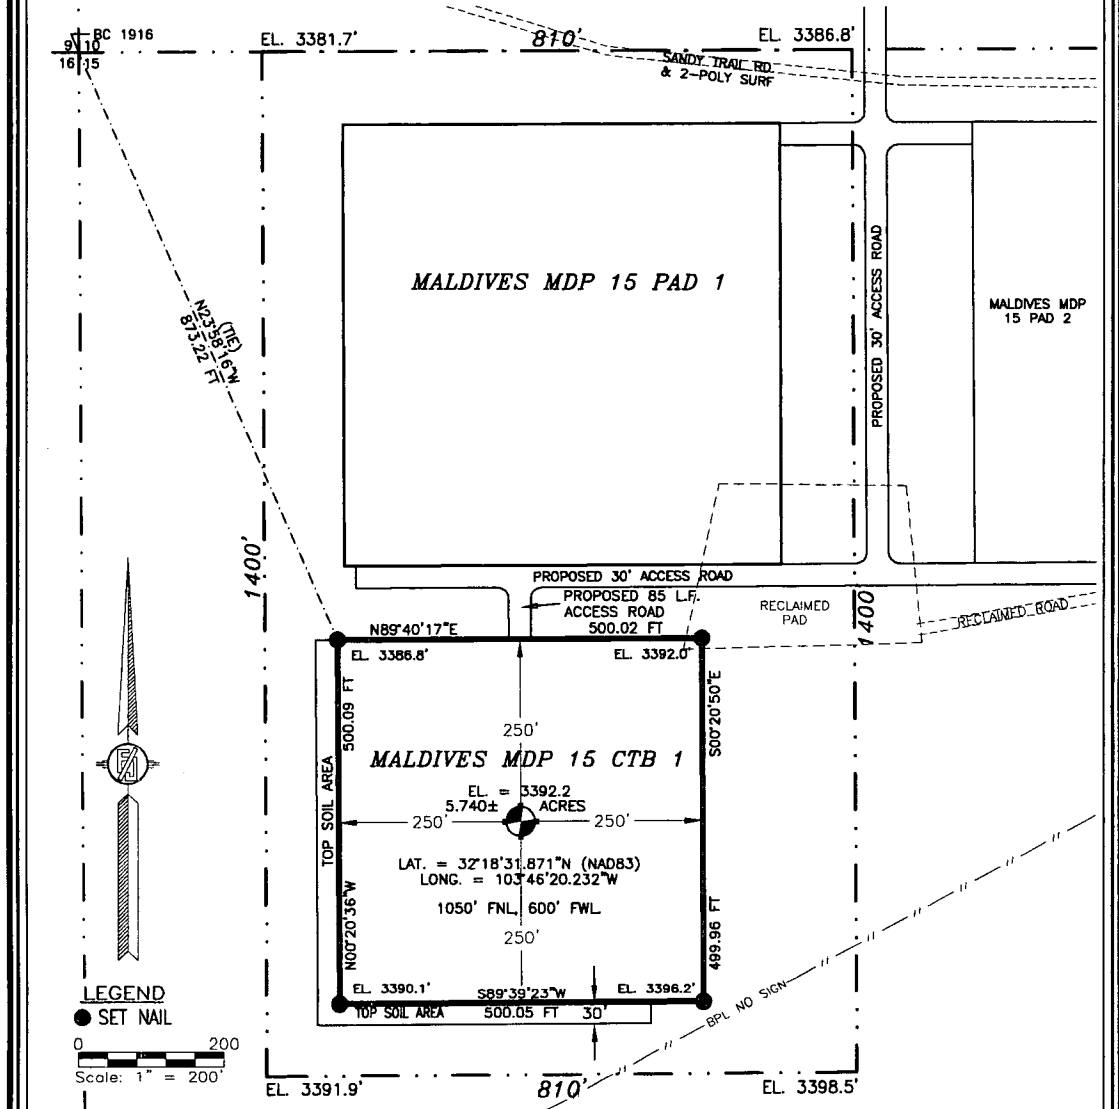 BC 1916
9 10
16 15
EL. 3381.7'
810'
EL. 3386.8'
SANDY TRAIL RD.
& 2-POLY SURF
MALDIVES MDP 15 PAD 1
PROPOSED 30' ACCESS ROAD
MALDIVES MDP
15 PAD 2
(TIE)
N23°58'16"W
873.22 FT
1400'
PROPOSED 30' ACCESS ROAD
PROPOSED 85 L.F.
ACCESS ROAD
RECLAIMED
PAD
1400'
RECLAIMED ROAD
N89°40'17"E
500.02 FT
EL. 3386.8'
EL. 3392.0'
500.09 FT
S00°20'50"E
250'
MALDIVES MDP 15 CTB 1
EL. = 3392.2
5.740± ACRES
250'
250'
TOP SOIL AREA
LAT. = 32°18'31.871"N (NAD83)
LONG. = 103°46'20.232"W
1050' FNL, 600' FWL
N00°20'36"W
499.96 FT
250'
EL. 3390.1'
S89°39'23"W
EL. 3396.2'
TOP SOIL AREA
500.05 FT
30'
BPL NO SIGN
LEGEND
SET NAIL
0 200
Scale: 1" = 200'
EL. 3391.9'
810'
EL. 3398.5'